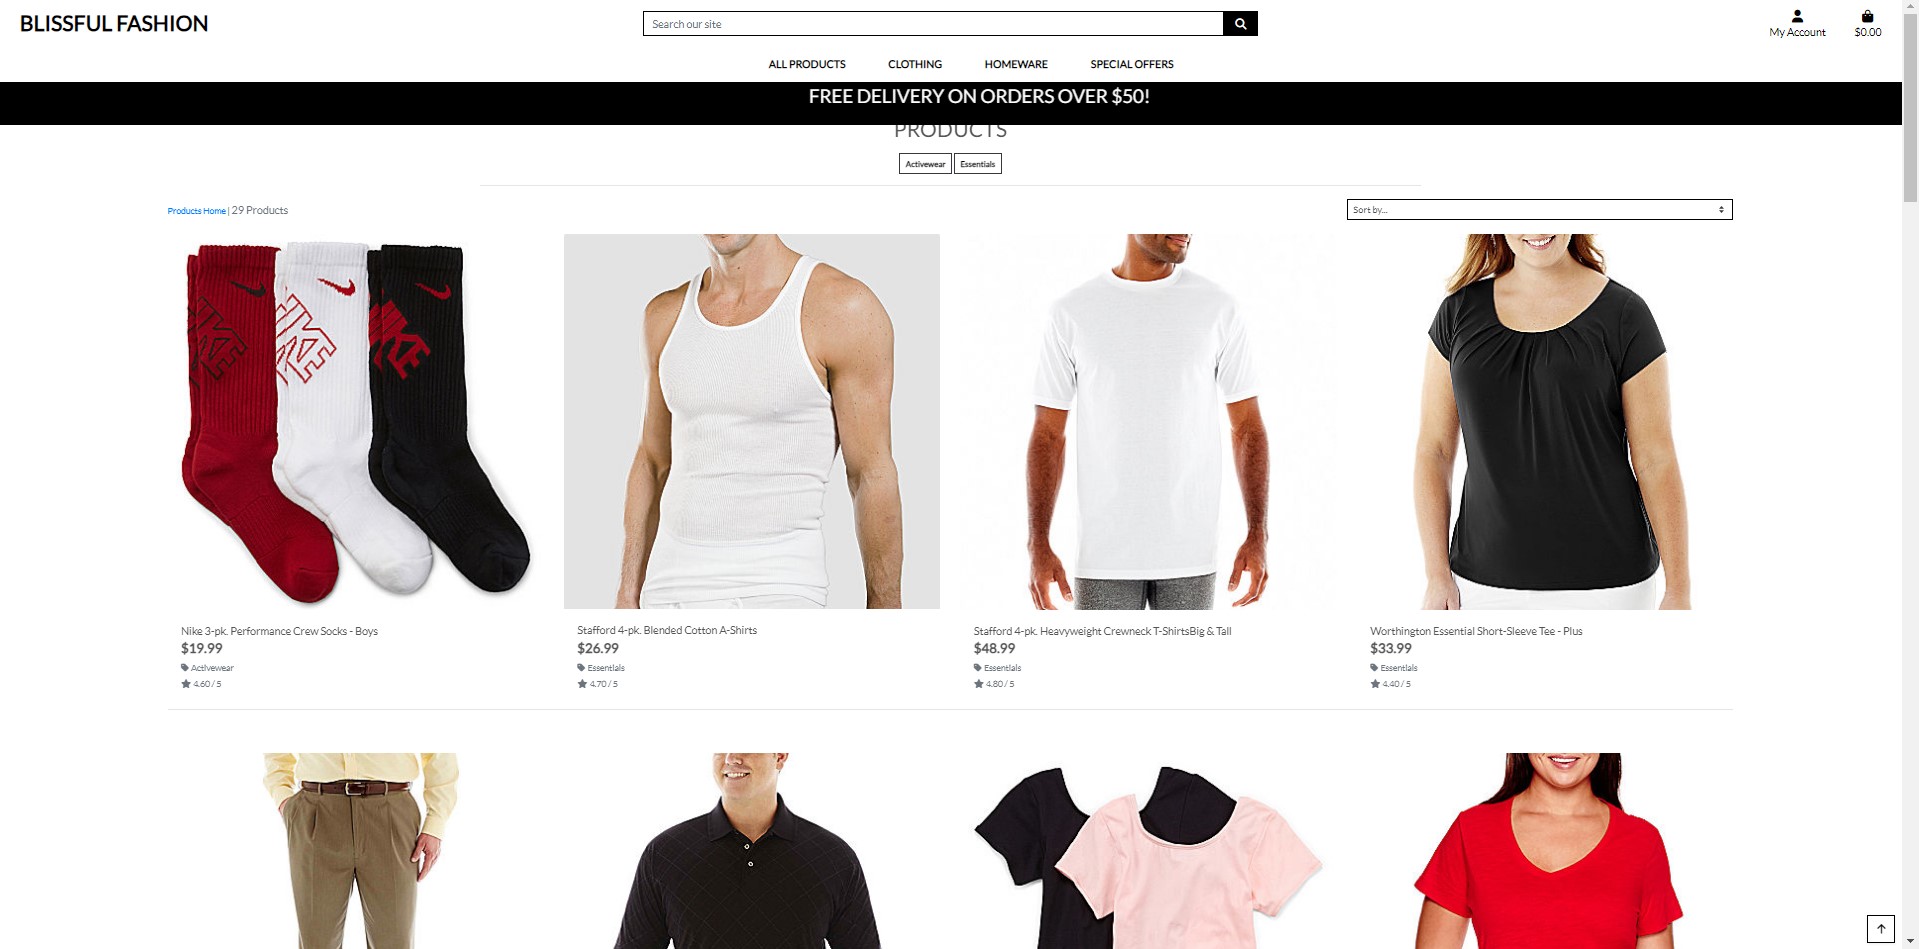 BLISSFUL FASHION
Search our site
My Account
$0.00
ALL PRODUCTS
CLOTHING
HOMEWARE
SPECIAL OFFERS
FREE DELIVERY ON ORDERS OVER $50!
PRODUCTS
Activewear
Essentials
Products Home | 29 Products
Sort by...
Nike 3-pk. Performance Crew Socks - Boys
$19.99
Activewear
4.60 / 5
Stafford 4-pk. Blended Cotton A-Shirts
$26.99
Essentials
4.70 / 5
Stafford 4-pk. Heavyweight Crewneck T-ShirtsBig & Tall
$48.99
Essentials
4.80 / 5
Worthington Essential Short-Sleeve Tee - Plus
$33.99
Essentials
4.40 / 5